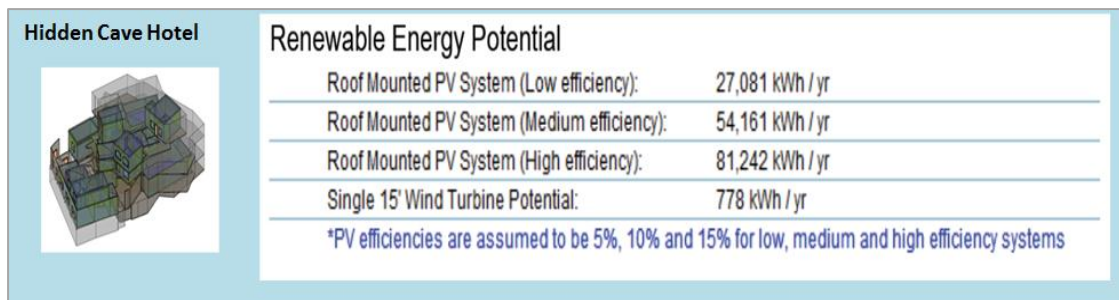 Hidden Cave Hotel
Renewable Energy Potential
Roof Mounted PV System (Low efficiency): 27,081 kWh / yr
Roof Mounted PV System (Medium efficiency): 54,161 kWh / yr
Roof Mounted PV System (High efficiency): 81,242 kWh / yr
Single 15' Wind Turbine Potential: 778 kWh / yr
*PV efficiencies are assumed to be 5%, 10% and 15% for low, medium and high efficiency systems